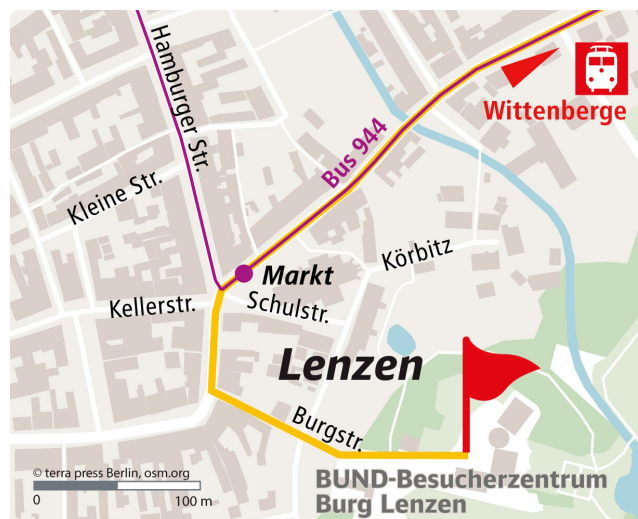 Hamburger Str.
Wittenberge
Bus 944
Kleine Str.
Körbitz
Markt
Kellerstr.
Schulstr.
Lenzen
Burgstr.
© terra press Berlin, osm.org
0 100 m
BUND-Besucherzentrum
Burg Lenzen